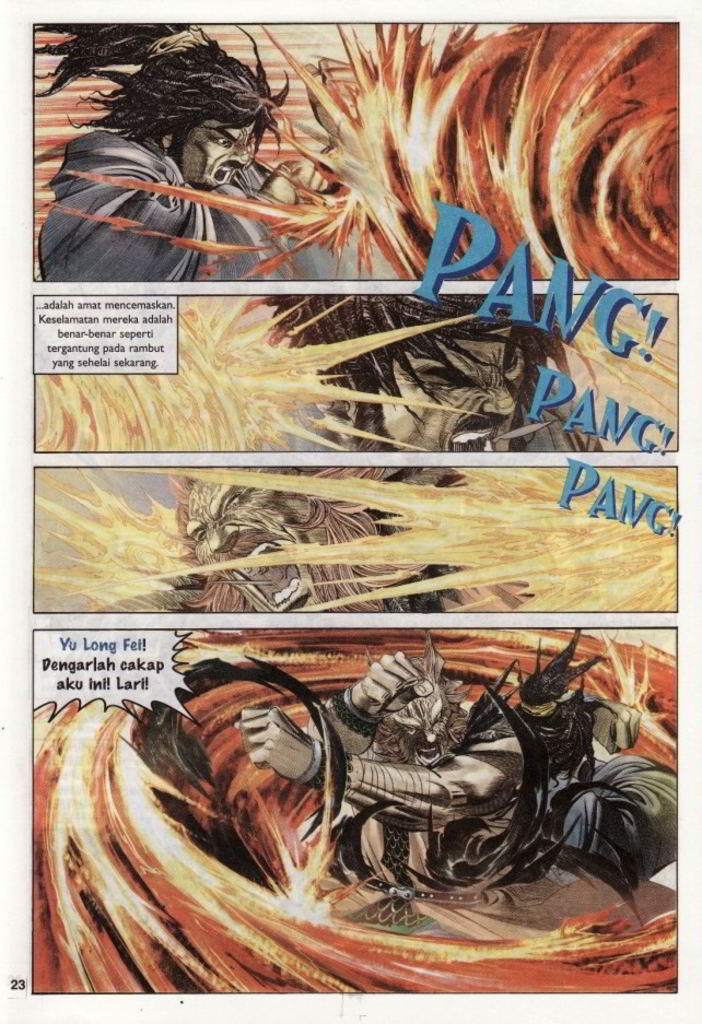 PANG!
...adalah amat mencemaskan.
Keselamatan mereka adalah
benar-benar seperti
tergantung pada rambut
yang sehelai sekarang.
PANG!
PANG!
Yu Long Fei!
Dengarlah cakap
aku ini! Lari!
23